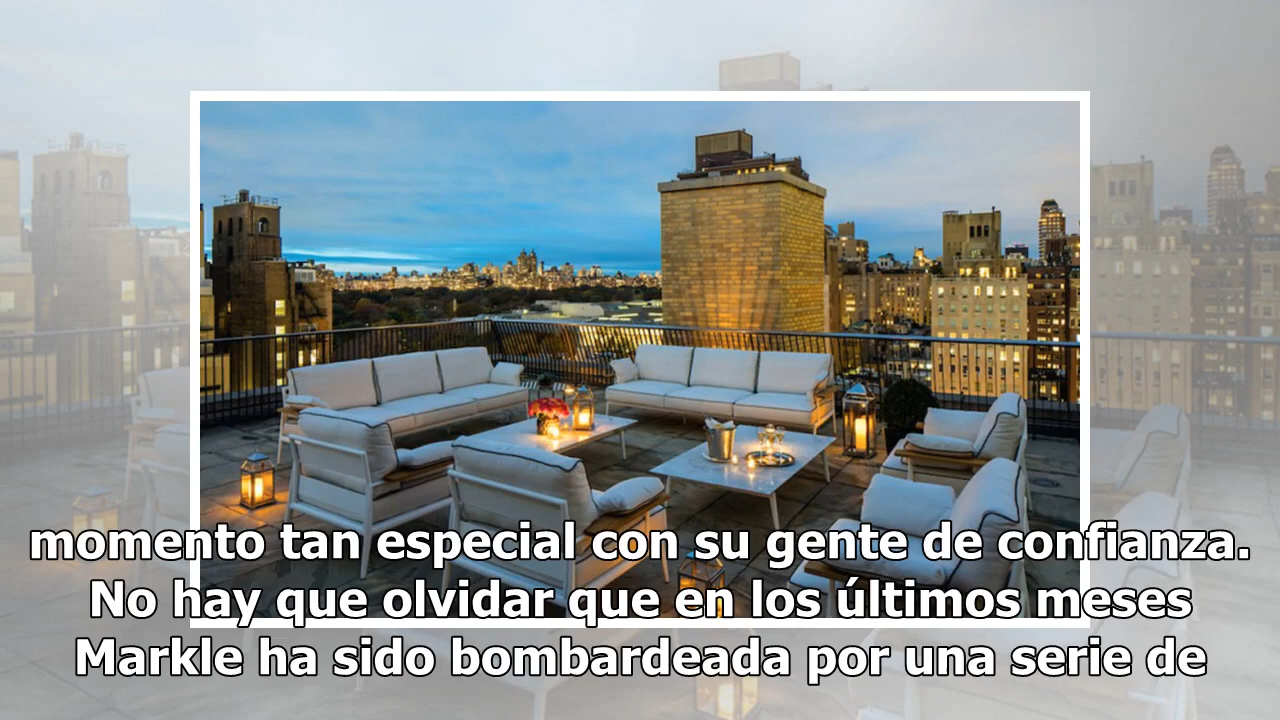 momento tan especial con su gente de confianza.
No hay que olvidar que en los últimos meses
Markle ha sido bombardeada por una serie de